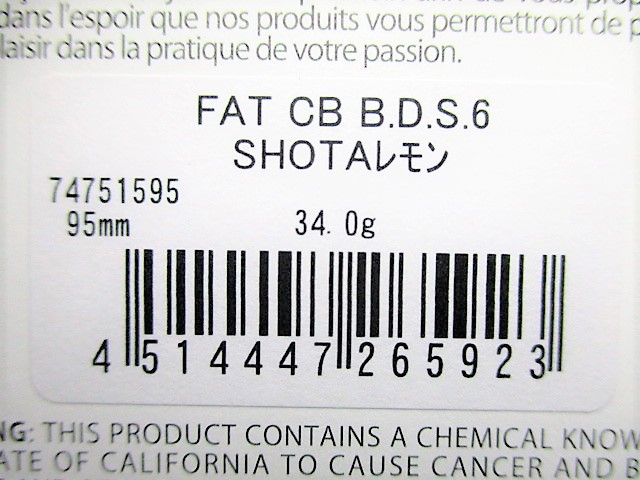 dans l'espoir que nos produits vous permettront de p
laisir dans la pratique de votre passion.
FAT CB B.D.S.6
SHOTAレモン
74751595
95mm 34.0g
4 514447 265923
NG: THIS PRODUCT CONTAINS A CHEMICAL KNOW
ATE OF CALIFORNIA TO CAUSE CANCER AND B